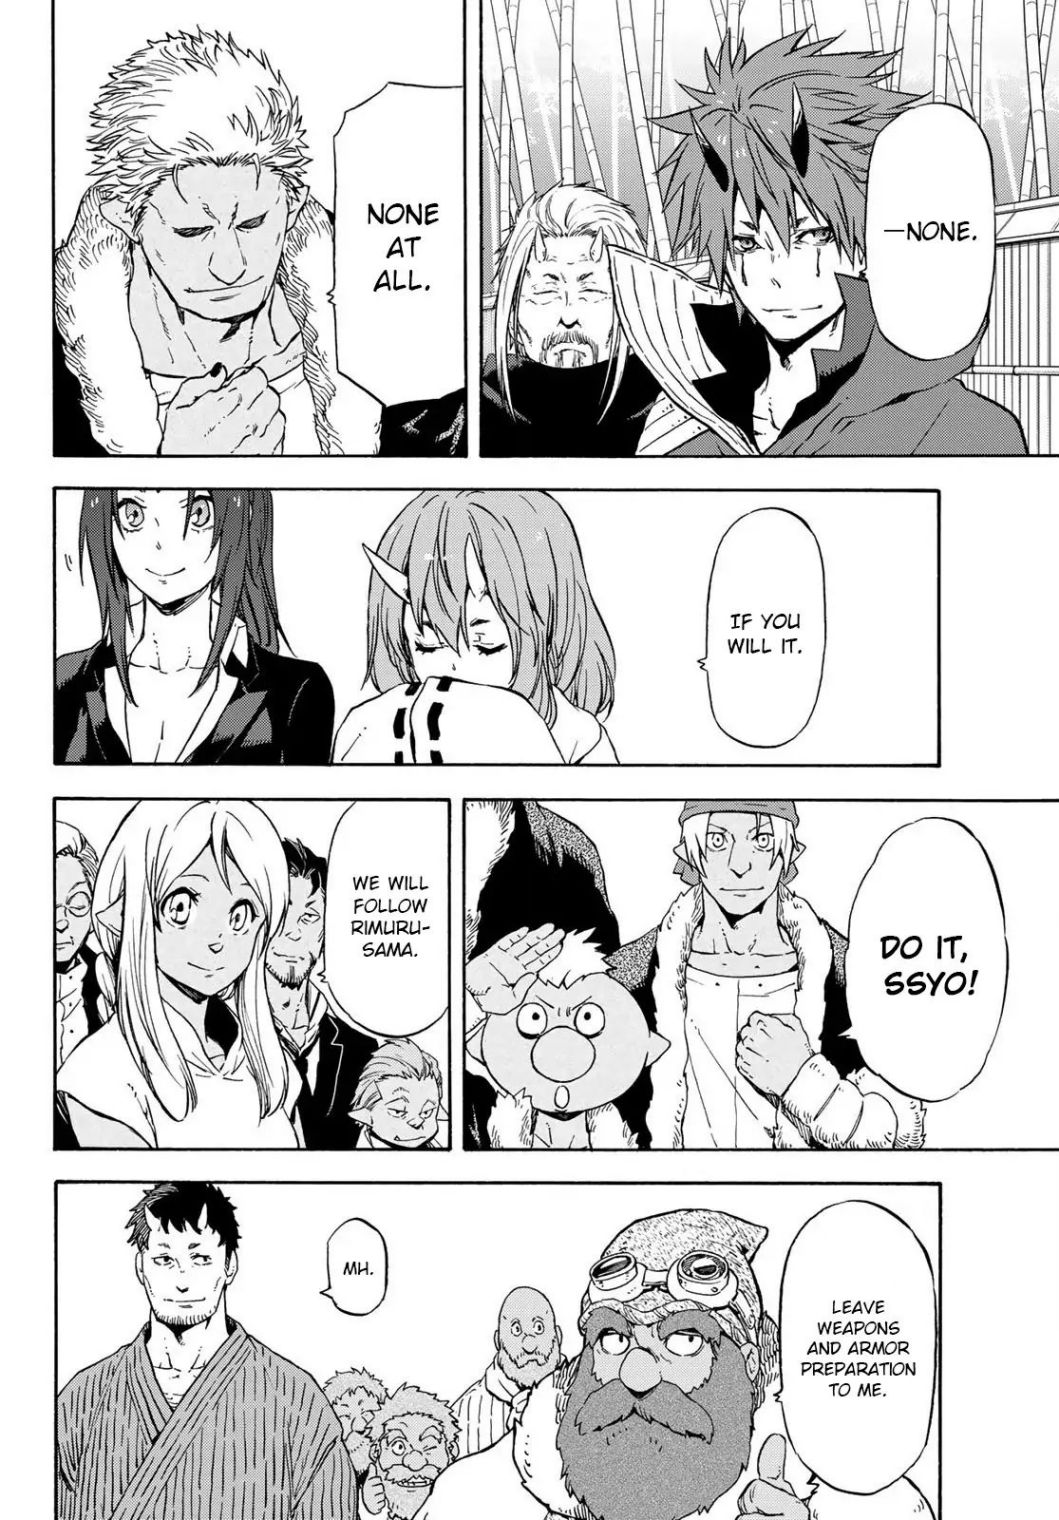 —NONE.
NONE
AT
ALL.
IF YOU
WILL IT.
DO IT,
SSYO!
WE WILL
FOLLOW
RIMURU-
SAMA.
LEAVE
WEAPONS
AND ARMOR
PREPARATION
TO ME.
MH.